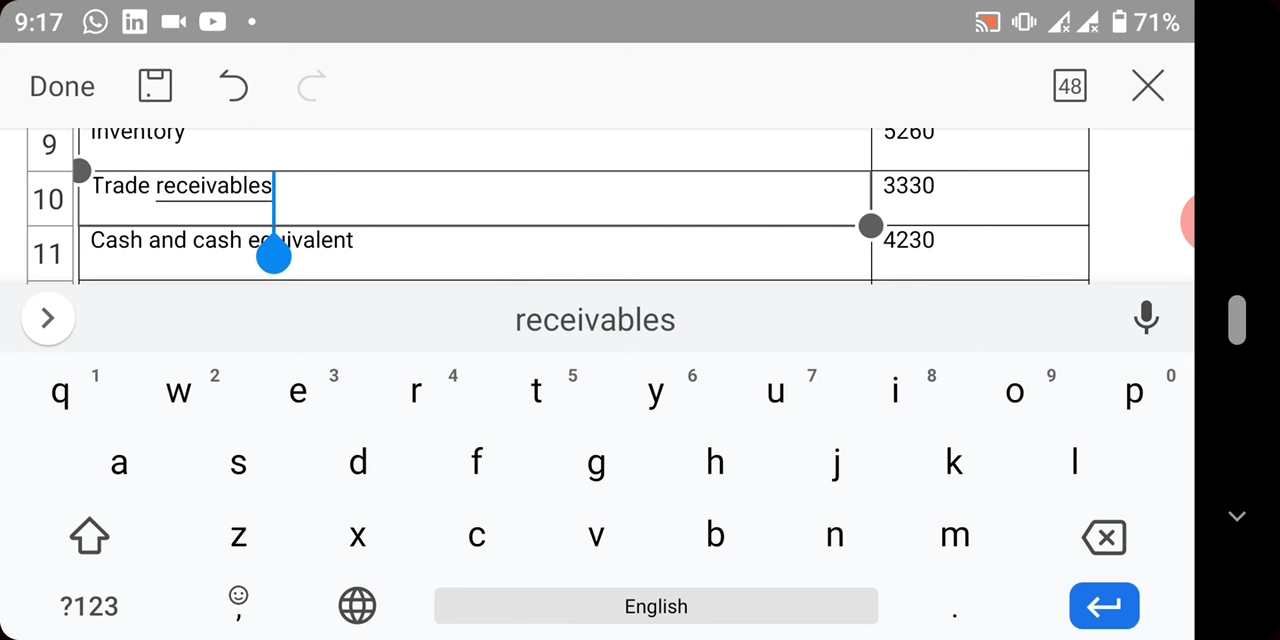 9:17 71%
Done 48
9 Inventory 5260
10 Trade receivables 3330
11 Cash and cash equivalent 4230
receivables
q 1 w 2 e 3 r 4 t 5 y 6 u 7 i 8 o 9 p 0
a s d f g h j k l
z x c v b n m
?123 , English .